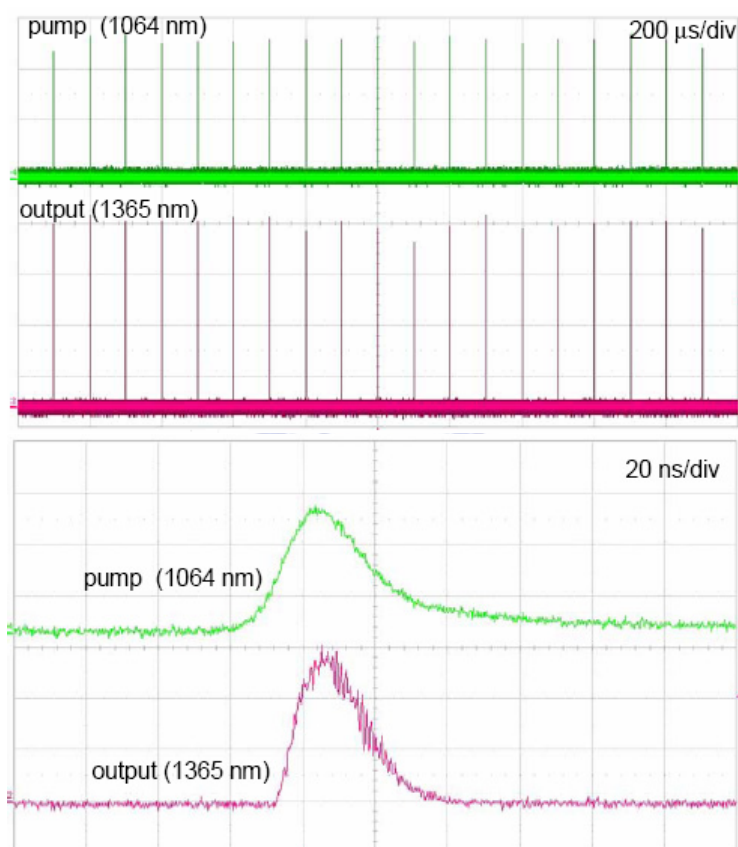 pump (1064 nm)
200 μs/div
output (1365 nm)
20 ns/div
pump (1064 nm)
output (1365 nm)